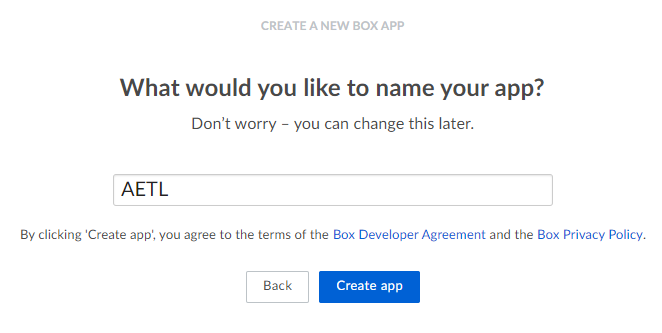 CREATE A NEW BOX APP
What would you like to name your app?
Don’t worry – you can change this later.
AETL
By clicking 'Create app', you agree to the terms of the Box Developer Agreement and the Box Privacy Policy.
Back Create app